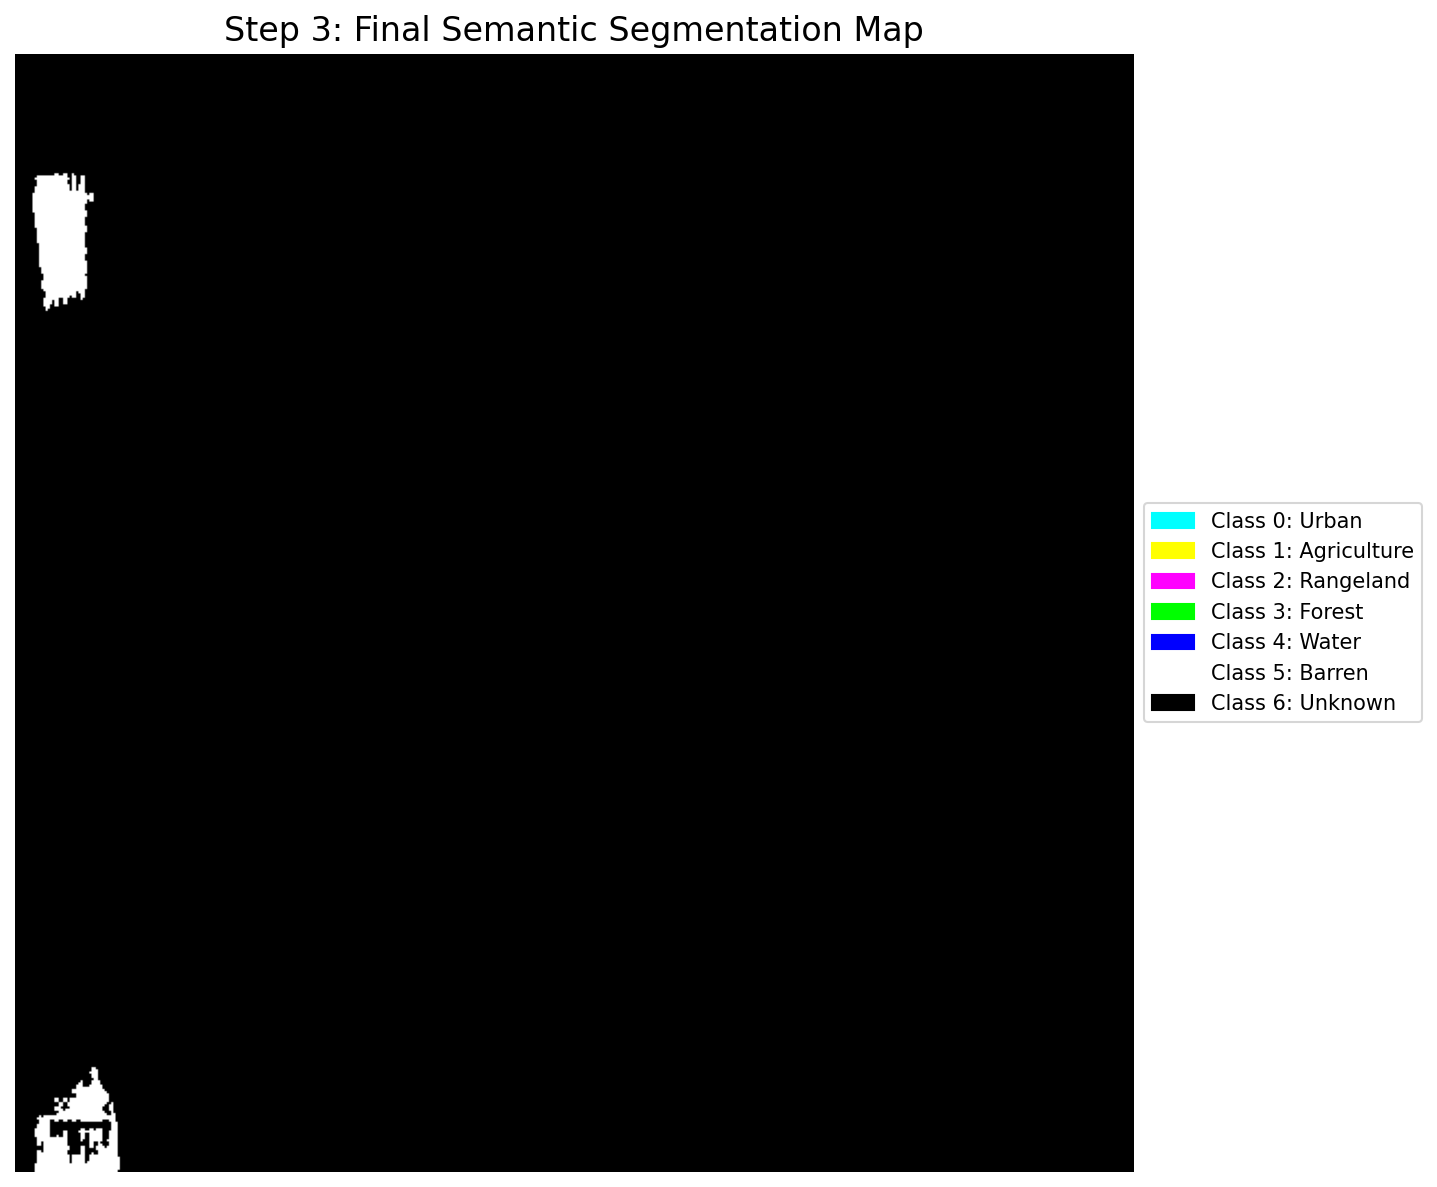 Step 3: Final Semantic Segmentation Map
Class 0: Urban
Class 1: Agriculture
Class 2: Rangeland
Class 3: Forest
Class 4: Water
Class 5: Barren
Class 6: Unknown